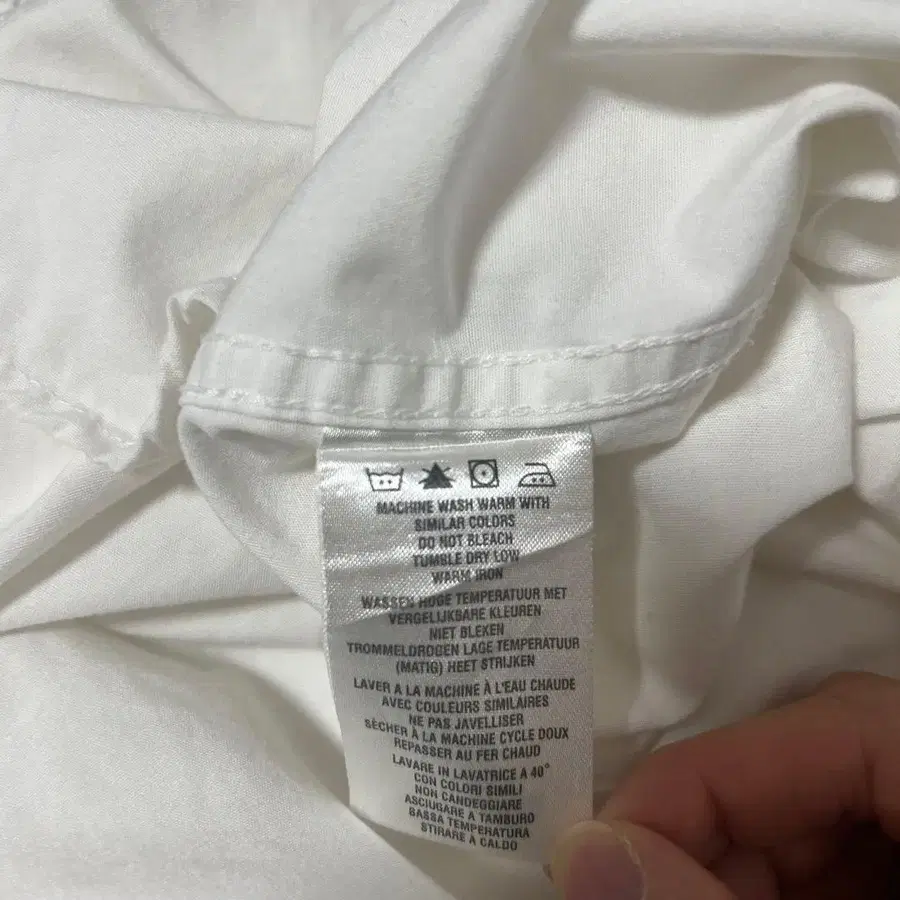 MACHINE WASH WARM WITH
SIMILAR COLORS
DO NOT BLEACH
TUMBLE DRY LOW
WARM IRON
WASSEN HOGE TEMPERATUUR MET
VERGELIJKBARE KLEUREN
NIET BLEKEN
TROMMELDROGEN LAGE TEMPERATUUR
(MATIG) HEET STRIJKEN
LAVER A LA MACHINE À L'EAU CHAUDE
AVEC COULEURS SIMILAIRES
NE PAS JAVELLISER
SÈCHER À LA MACHINE CYCLE DOUX
REPASSER AU FER CHAUD
LAVARE IN LAVATRICE A 40°
CON COLORI SIMILI
NON CANDEGGIARE
ASCIUGARE A TAMBURO
BASSA TEMPERATURA
STIRARE A CALDO